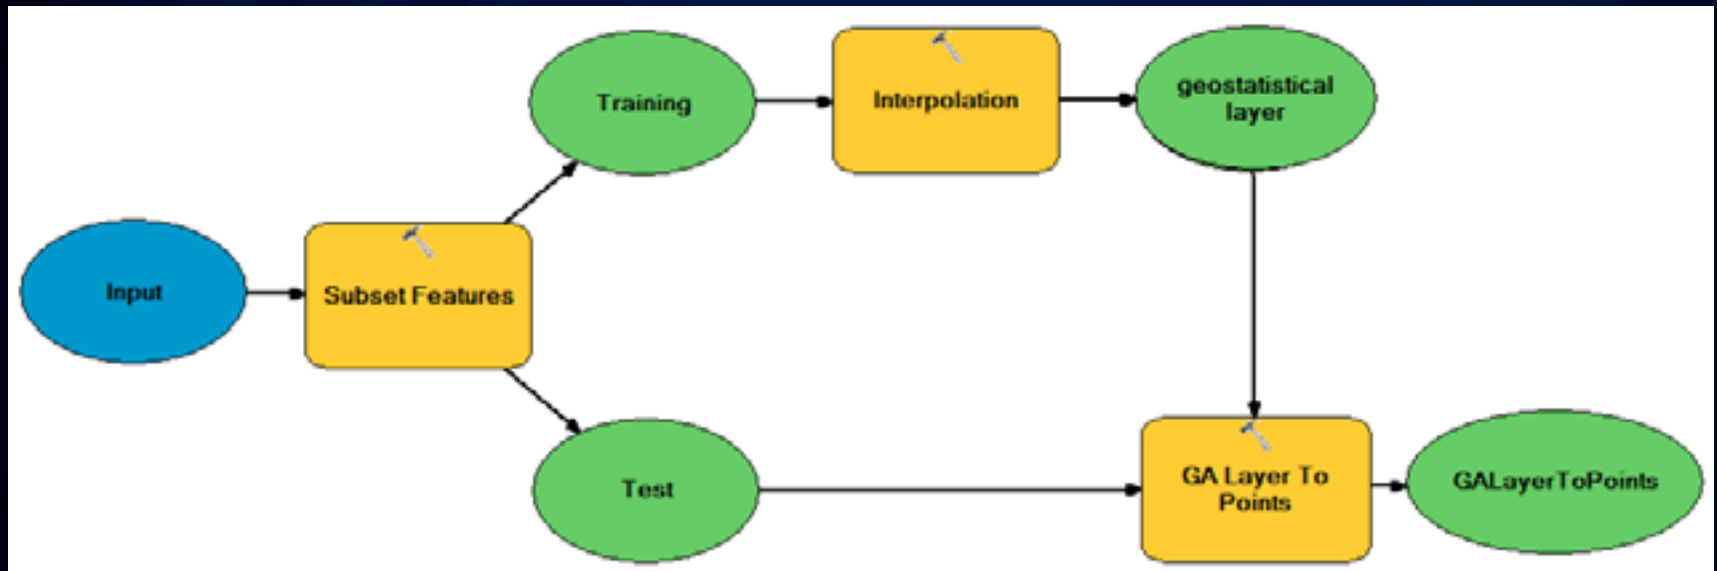 Input
Subset Features
Training
Interpolation
geostatistical
layer
Test
GA Layer To
Points
GALayerToPoints